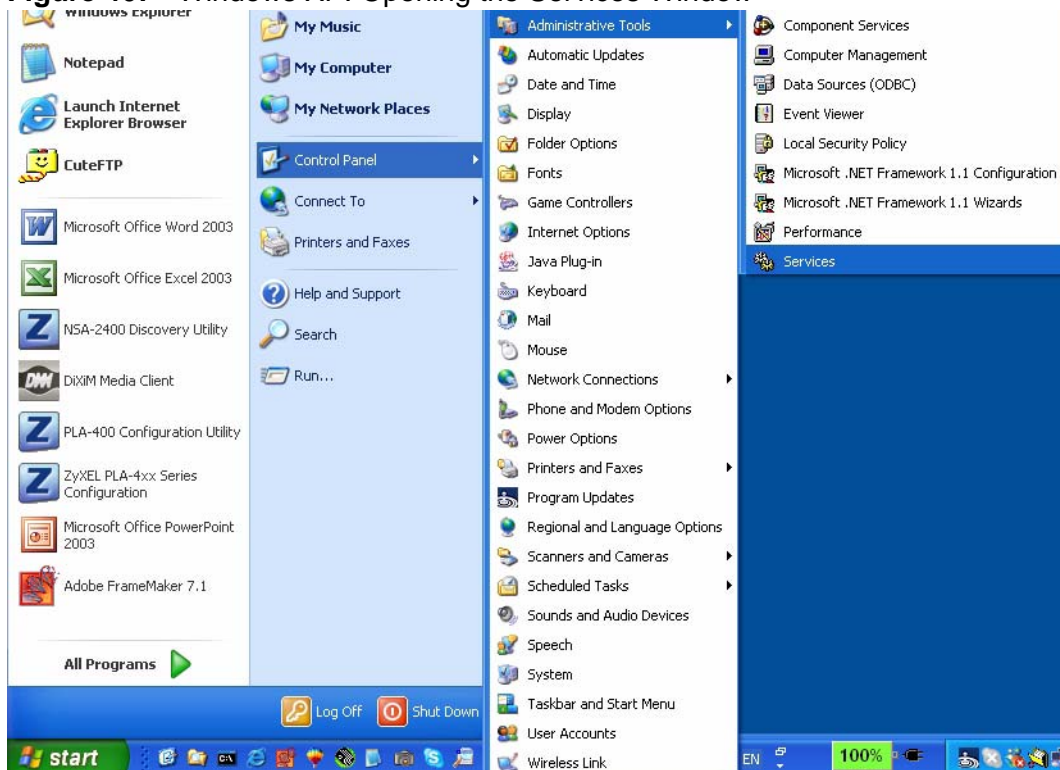 Windows Explorer
Notepad
Launch Internet
Explorer Browser
CuteFTP
Microsoft Office Word 2003
Microsoft Office Excel 2003
NSA-2400 Discovery Utility
DiXiM Media Client
PLA-400 Configuration Utility
ZyXEL PLA-4xx Series
Configuration
Microsoft Office PowerPoint
2003
Adobe FrameMaker 7.1
All Programs
My Music
My Computer
My Network Places
Control Panel
Connect To
Printers and Faxes
Help and Support
Search
Run...
Log Off
Shut Down
Administrative Tools
Automatic Updates
Date and Time
Display
Folder Options
Fonts
Game Controllers
Internet Options
Java Plug-in
Keyboard
Mail
Mouse
Network Connections
Phone and Modem Options
Power Options
Printers and Faxes
Program Updates
Regional and Language Options
Scanners and Cameras
Scheduled Tasks
Sounds and Audio Devices
Speech
System
Taskbar and Start Menu
User Accounts
Wireless Link
Component Services
Computer Management
Data Sources (ODBC)
Event Viewer
Local Security Policy
Microsoft .NET Framework 1.1 Configuration
Microsoft .NET Framework 1.1 Wizards
Performance
Services
start
EN
100%